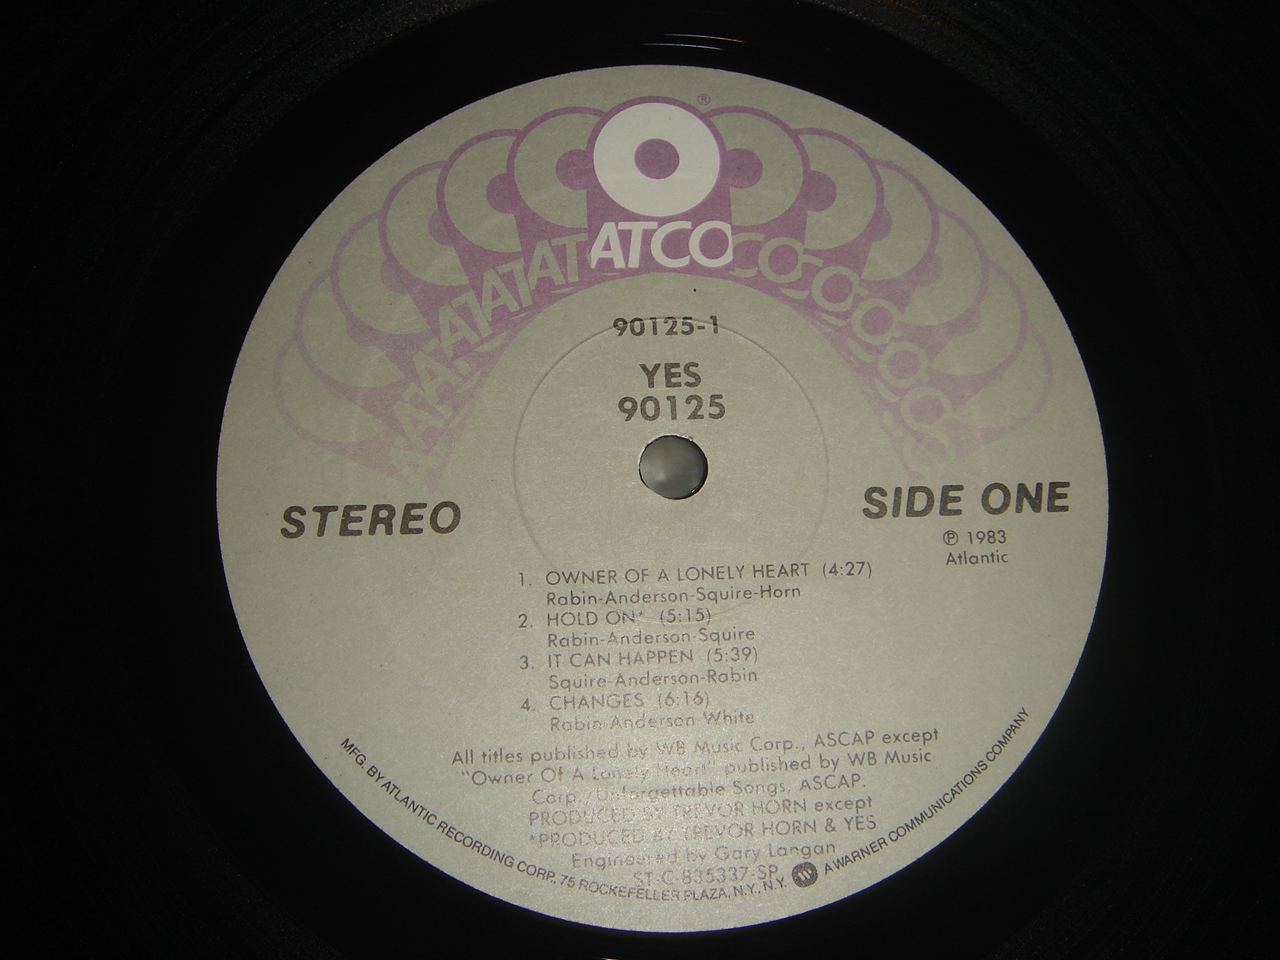 ®
ATCO
90125-1
YES
90125
STEREO
SIDE ONE
℗ 1983
Atlantic
1. OWNER OF A LONELY HEART (4:27)
Rabin-Anderson-Squire-Horn
2. HOLD ON* (5:15)
Rabin-Anderson-Squire
3. IT CAN HAPPEN (5:39)
Squire-Anderson-Rabin
4. CHANGES (6:16)
Rabin-Anderson-White
All titles published by WB Music Corp., ASCAP except
"Owner Of A Lonely Heart" published by WB Music
Corp./Unforgettable Songs, ASCAP.
PRODUCED BY TREVOR HORN except
*PRODUCED BY TREVOR HORN & YES
Engineered by Gary Langan
ST-C-835337-SP
MFG. BY ATLANTIC RECORDING CORP., 75 ROCKEFELLER PLAZA, N.Y., N.Y. A WARNER COMMUNICATIONS COMPANY